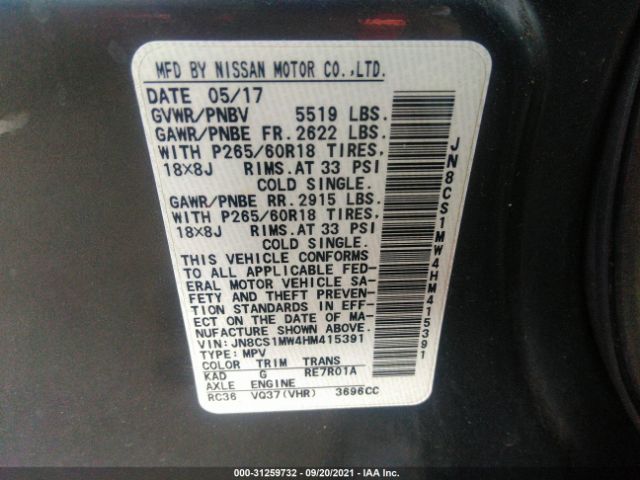 MFD BY NISSAN MOTOR CO.,LTD.
DATE 05/17
GVWR/PNBV 5519 LBS.
GAWR/PNBE FR. 2622 LBS.
WITH P265/60R18 TIRES,
18X8J RIMS.AT 33 PSI
COLD SINGLE.
GAWR/PNBE RR. 2915 LBS.
WITH P265/60R18 TIRES,
18X8J RIMS.AT 33 PSI
COLD SINGLE.
THIS VEHICLE CONFORMS
TO ALL APPLICABLE FED-
ERAL MOTOR VEHICLE SA-
FETY AND THEFT PREVEN-
TION STANDARDS IN EFF-
ECT ON THE DATE OF MA-
NUFACTURE SHOWN ABOVE.
VIN:JN8CS1MW4HM415391
TYPE:MPV
COLOR TRIM TRANS
KAD G RE7R01A
AXLE ENGINE
RC36 VQ37(VHR) 3696CC
JN8CS1MW4HM415391
000-31259732 - 09/20/2021 - IAA Inc.